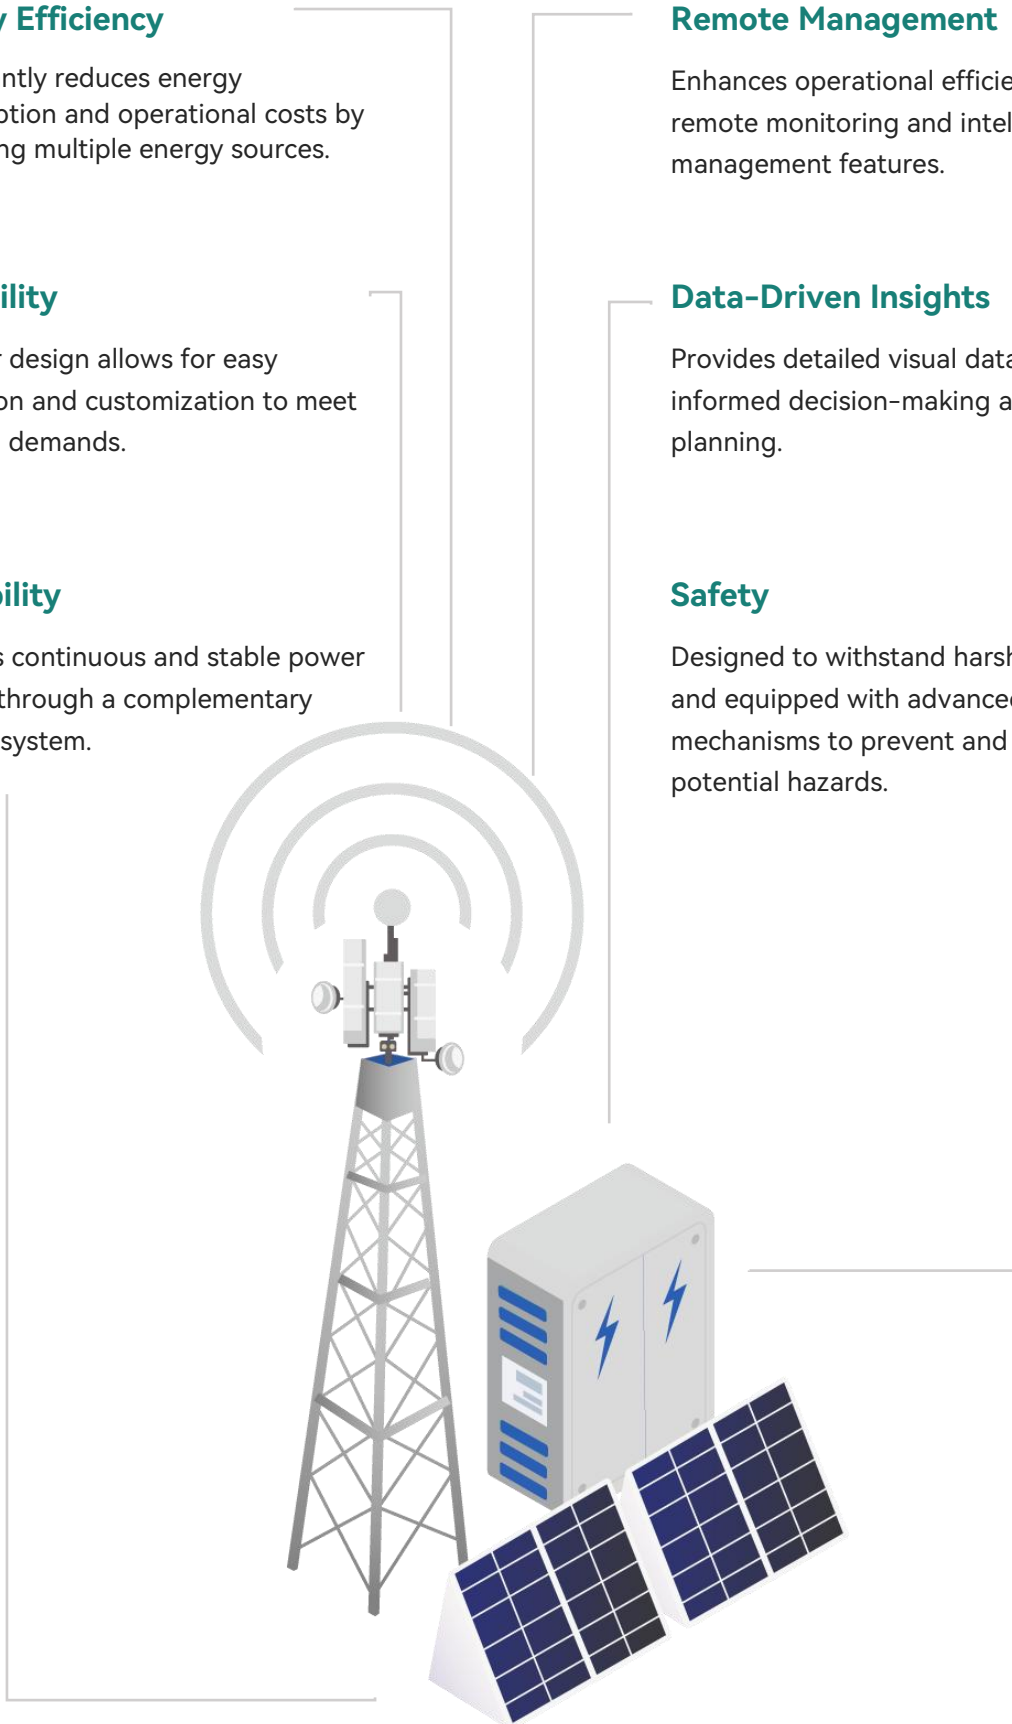 y Efficiency
ntly reduces energy
ption and operational costs by
ng multiple energy sources.
ility
r design allows for easy
on and customization to meet
demands.
bility
s continuous and stable power
through a complementary
system.
Remote Management
Enhances operational efficie
remote monitoring and intel
management features.
Data-Driven Insights
Provides detailed visual data
informed decision-making a
planning.
Safety
Designed to withstand harsh
and equipped with advanced
mechanisms to prevent and
potential hazards.